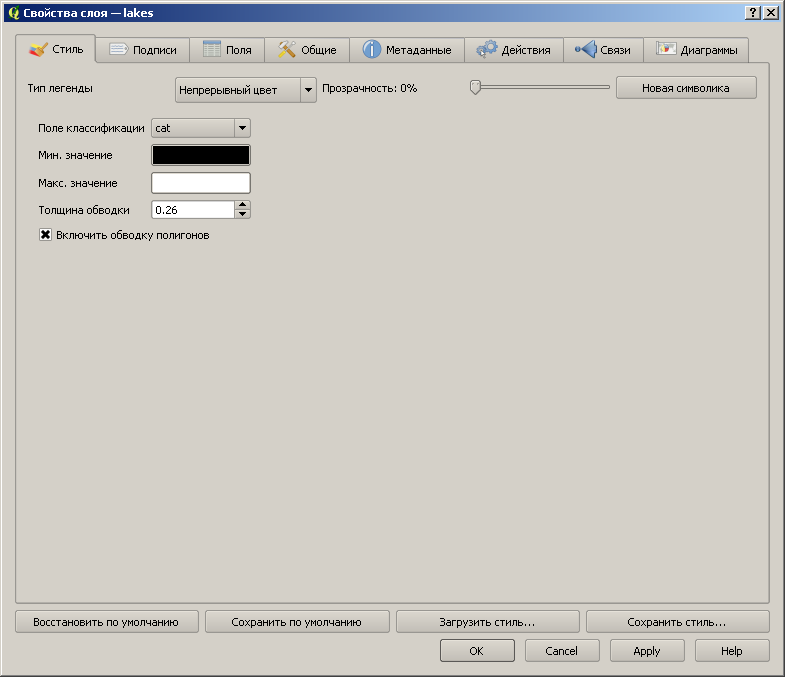 Свойства слоя — lakes
Стиль Подписи Поля Общие Метаданные Действия Связи Диаграммы
Тип легенды Непрерывный цвет Прозрачность: 0% Новая символика
Поле классификации cat
Мин. значение
Макс. значение
Толщина обводки 0.26
Включить обводку полигонов
Восстановить по умолчанию Сохранить по умолчанию Загрузить стиль... Сохранить стиль...
OK Cancel Apply Help